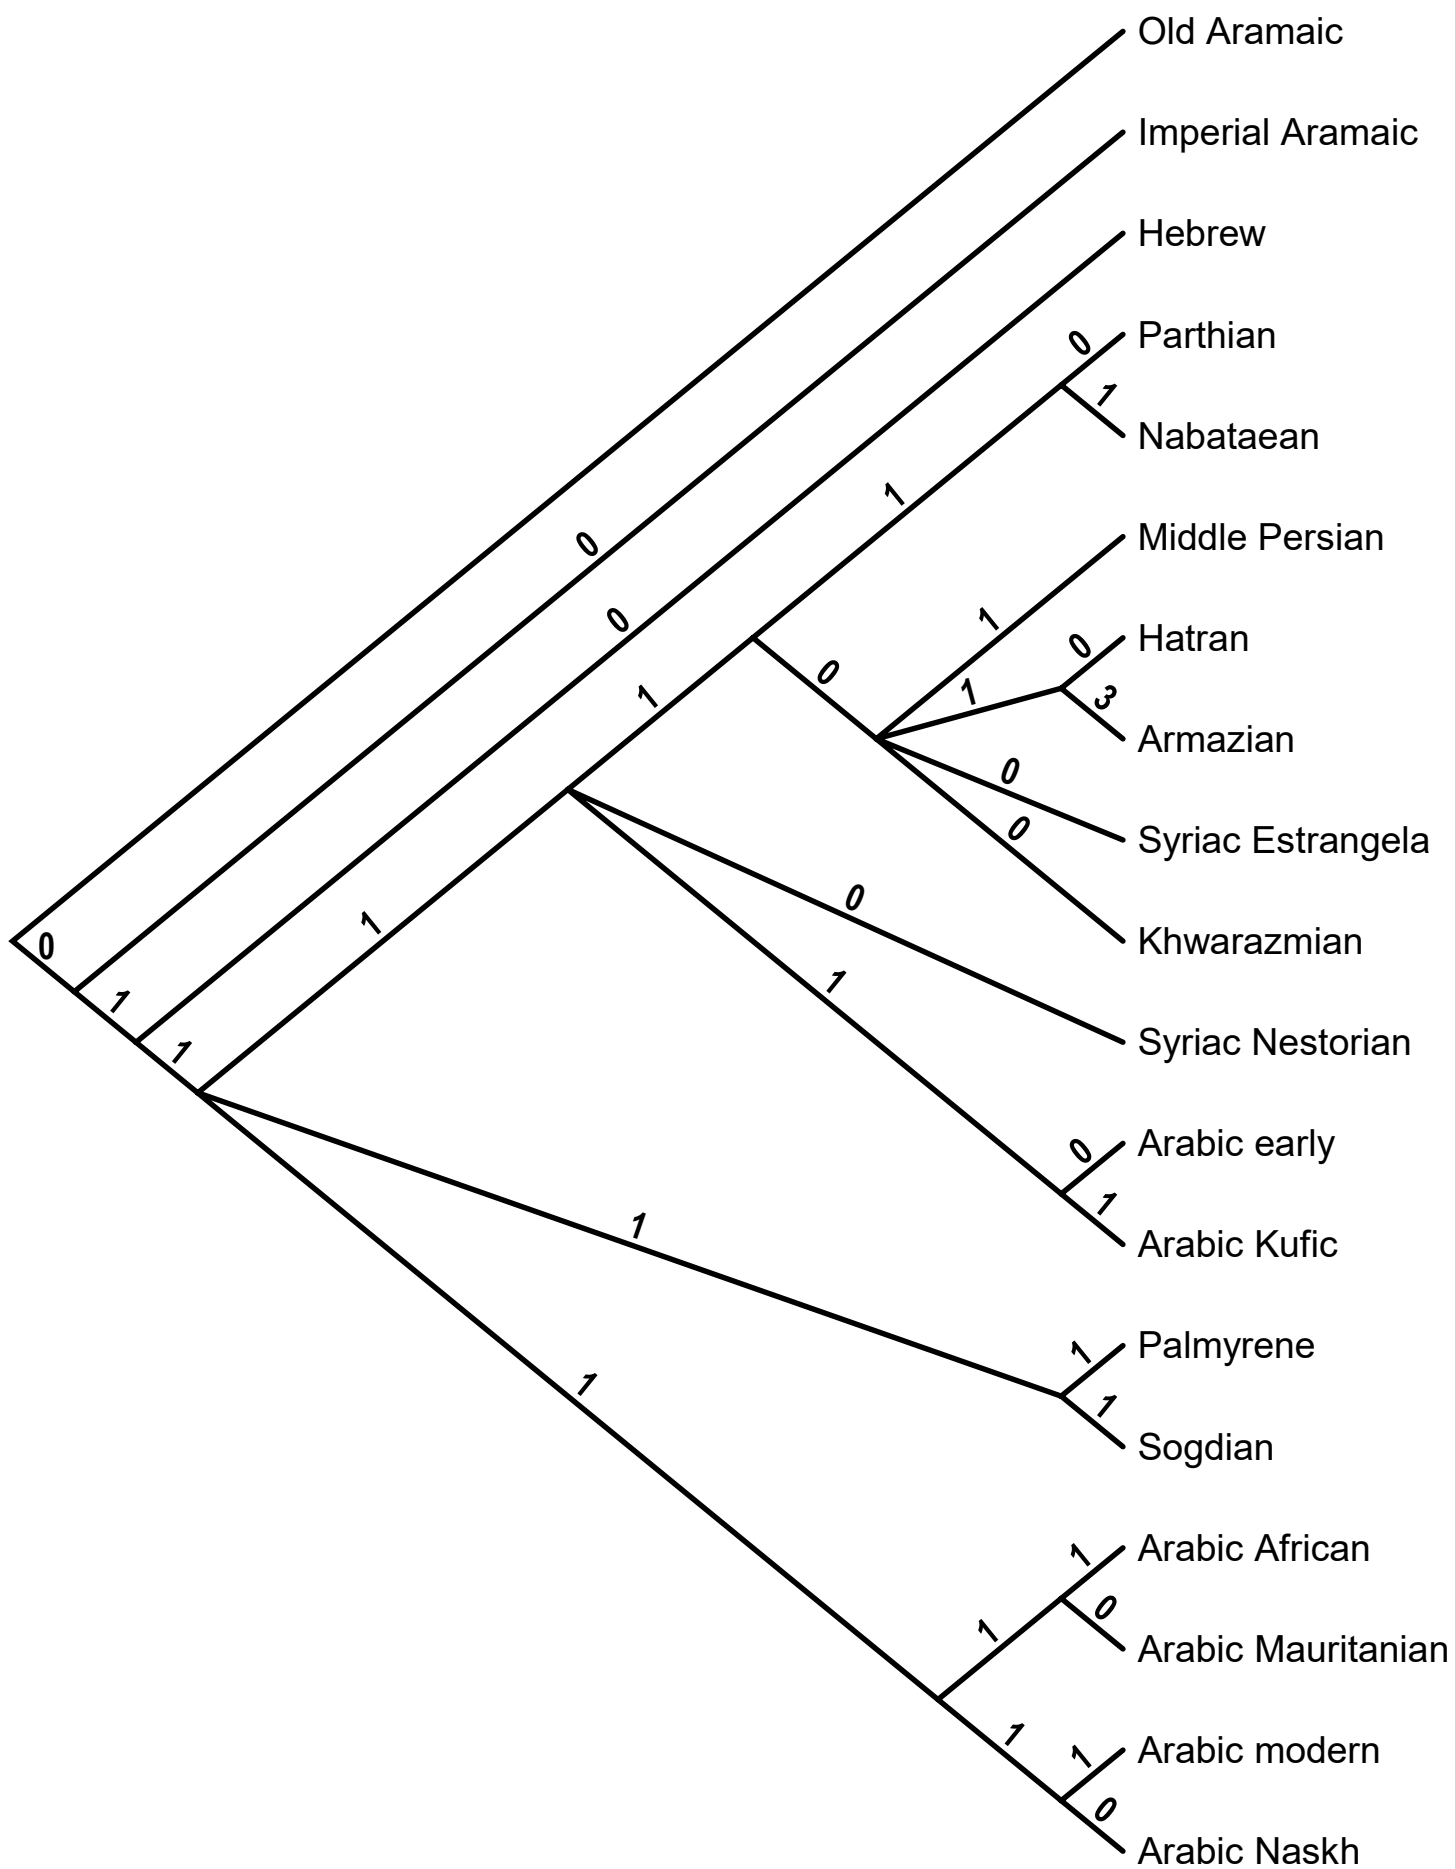 Old Aramaic
Imperial Aramaic
Hebrew
0
Parthian
1
Nabataean
1
Middle Persian
0
0
1
0
Hatran
1
0
1
3
Armazian
0
Syriac Estrangela
0
0
1
0
Khwarazmian
1
1
0
Syriac Nestorian
1
0
Arabic early
1
Arabic Kufic
1
1
Palmyrene
1
1
Sogdian
1
Arabic African
1
0
Arabic Mauritanian
1
1
Arabic modern
0
Arabic Naskh